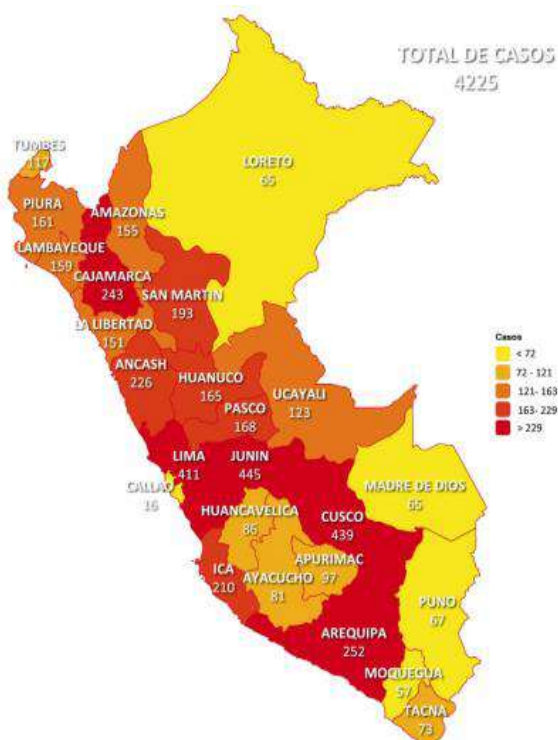 TOTAL DE CASOS
4225
TUMBES
117
LORETO
65
PIURA
161
AMAZONAS
155
LAMBAYEQUE
159
CAJAMARCA
243
SAN MARTIN
193
LA LIBERTAD
151
ANCASH
226
HUANUCO
165
UCAYALI
123
PASCO
168
Casos
< 72
72 - 121
121- 163
163- 229
> 229
LIMA
411
JUNIN
445
CALLAO
16
MADRE DE DIOS
65
HUANCAVELICA
86
CUSCO
439
ICA
210
APURIMAC
97
AYACUCHO
81
PUNO
67
AREQUIPA
252
MOQUEGUA
57
TACNA
73